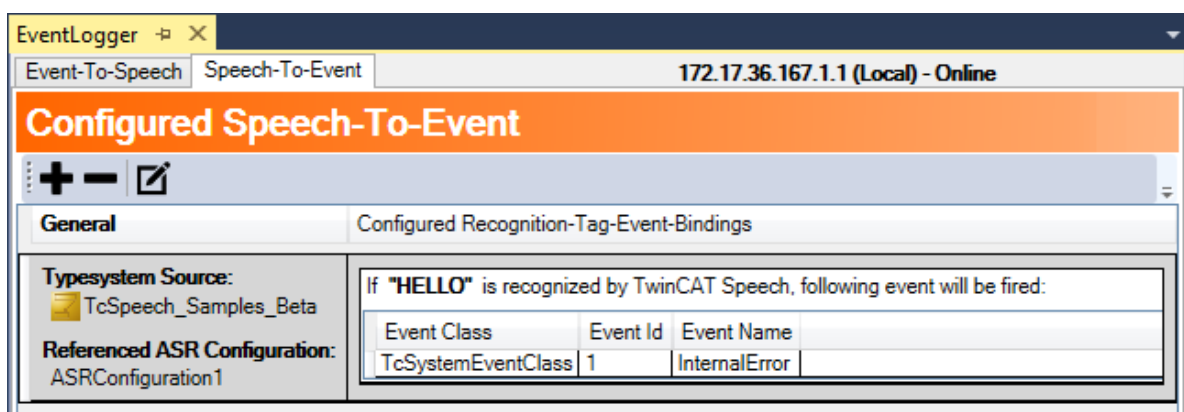 EventLogger
Event-To-Speech Speech-To-Event 172.17.36.167.1.1 (Local) - Online
Configured Speech-To-Event
General Configured Recognition-Tag-Event-Bindings
Typesystem Source:
TcSpeech_Samples_Beta
Referenced ASR Configuration:
ASRConfiguration1
If "HELLO" is recognized by TwinCAT Speech, following event will be fired:
Event Class Event Id Event Name
TcSystemEventClass 1 InternalError